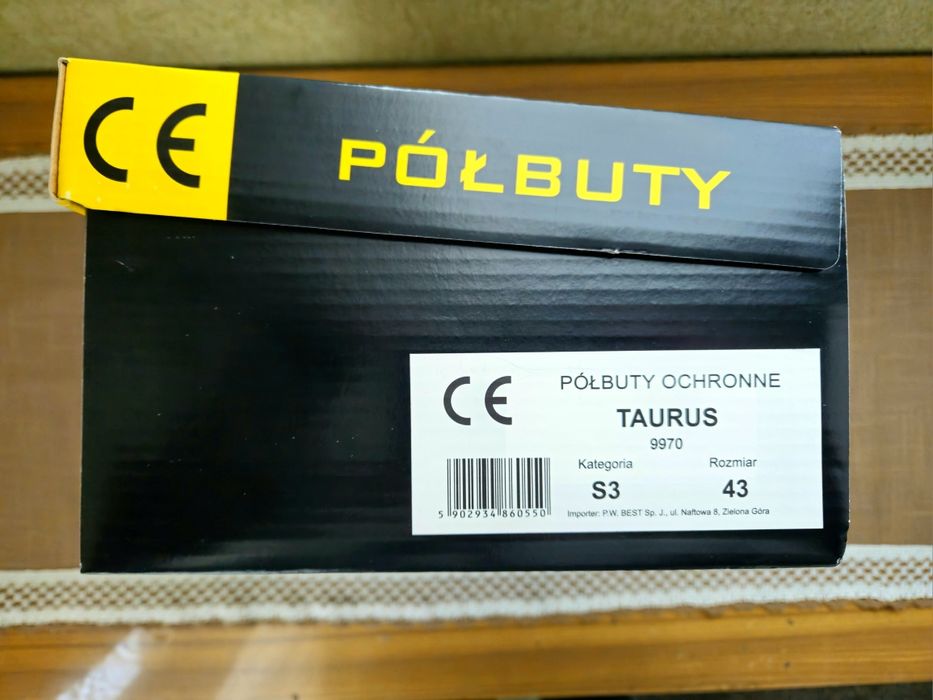 CE PÓŁBUTY
CE
PÓŁBUTY OCHRONNE
TAURUS
9970
Kategoria Rozmiar
S3 43
5 902934 860550
Importer: P.W. BEST Sp. J., ul. Naftowa 8, Zielona Góra